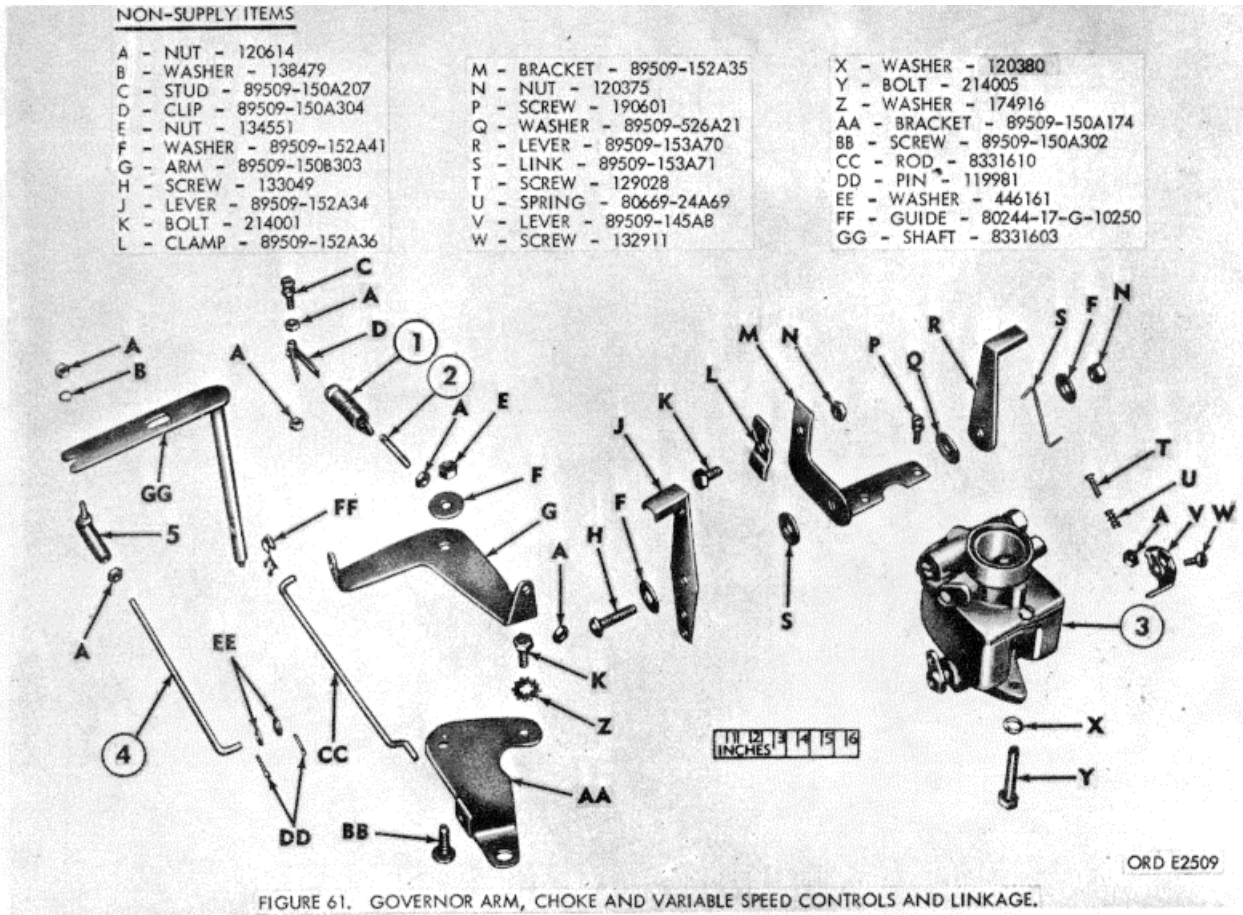 NON-SUPPLY ITEMS
A - NUT - 120614
B - WASHER - 138479
C - STUD - 89509-150A207
D - CLIP - 89509-150A304
E - NUT - 134551
F - WASHER - 89509-152A41
G - ARM - 89509-150B303
H - SCREW - 133049
J - LEVER - 89509-152A34
K - BOLT - 214001
L - CLAMP - 89509-152A36
M - BRACKET - 89509-152A35
N - NUT - 120375
P - SCREW - 190601
Q - WASHER - 89509-526A21
R - LEVER - 89509-153A70
S - LINK - 89509-153A71
T - SCREW - 129028
U - SPRING - 80669-24A69
V - LEVER - 89509-145A8
W - SCREW - 132911
X - WASHER - 120380
Y - BOLT - 214005
Z - WASHER - 174916
AA - BRACKET - 89509-150A174
BB - SCREW - 89509-150A302
CC - ROD - 8331610
DD - PIN - 119981
EE - WASHER - 446161
FF - GUIDE - 80244-17-G-10250
GG - SHAFT - 8331603
C
A
D
1
2
A
B
A
E
A
F
G
GG
FF
5
A
EE
4
CC
DD
A
H
F
J
K
L
M
N
P
Q
R
S
F
N
T
U
A
V
W
S
3
K
Z
AA
BB
X
Y
1 2 3 4 5 6
INCHES
ORD E2509
FIGURE 61. GOVERNOR ARM, CHOKE AND VARIABLE SPEED CONTROLS AND LINKAGE.